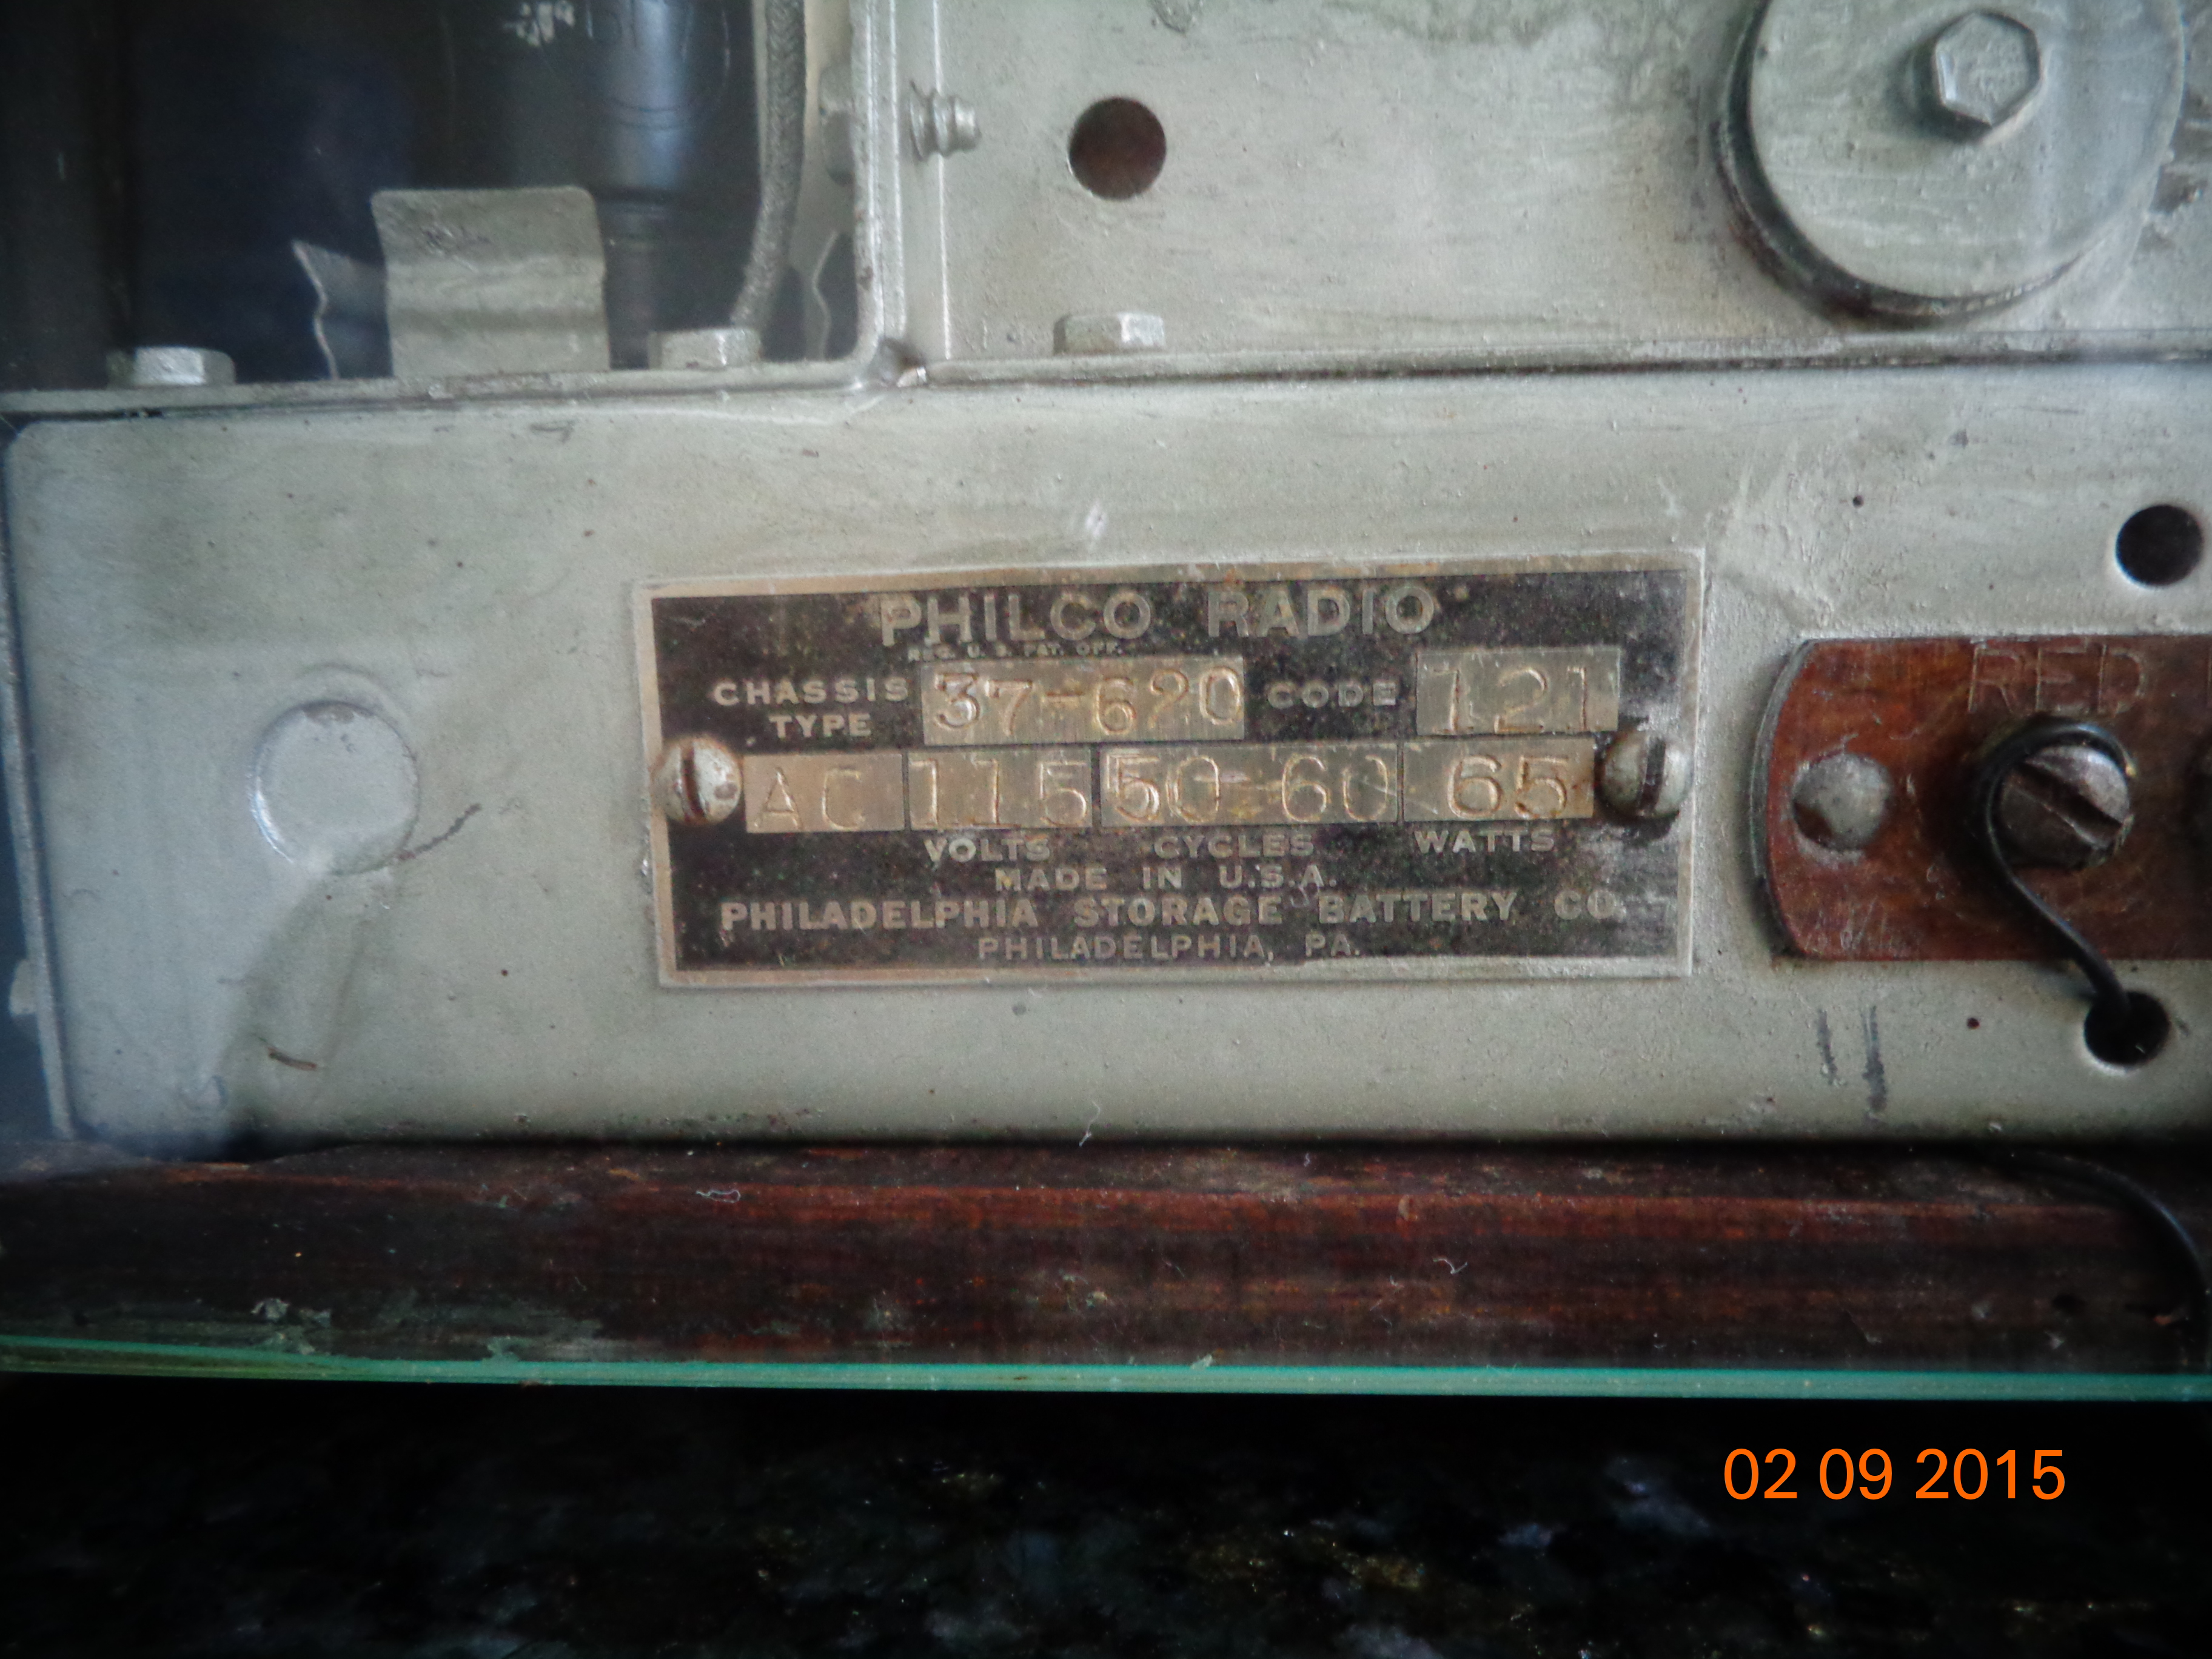 PHILCO RADIO
REG. U. S. PAT. OFF.
CHASSIS TYPE 37-620 CODE 121
AC 115 50-60 65
VOLTS CYCLES WATTS
MADE IN U.S.A.
PHILADELPHIA STORAGE BATTERY CO.
PHILADELPHIA, PA.
RED
02 09 2015